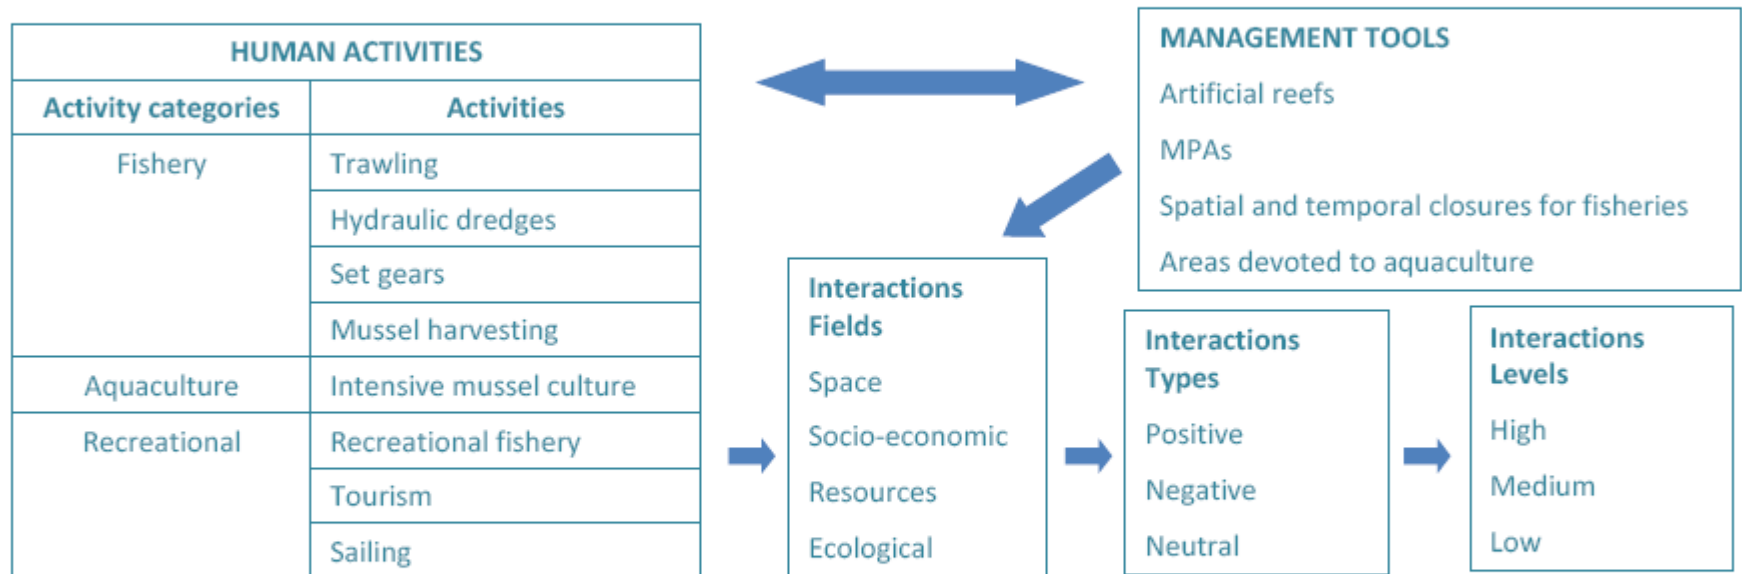 HUMAN ACTIVITIES
Activity categories
Activities
Fishery
Trawling
Hydraulic dredges
Set gears
Mussel harvesting
Aquaculture
Intensive mussel culture
Recreational
Recreational fishery
Tourism
Sailing
MANAGEMENT TOOLS
Artificial reefs
MPAs
Spatial and temporal closures for fisheries
Areas devoted to aquaculture
Interactions
Fields
Space
Socio-economic
Resources
Ecological
Interactions
Types
Positive
Negative
Neutral
Interactions
Levels
High
Medium
Low